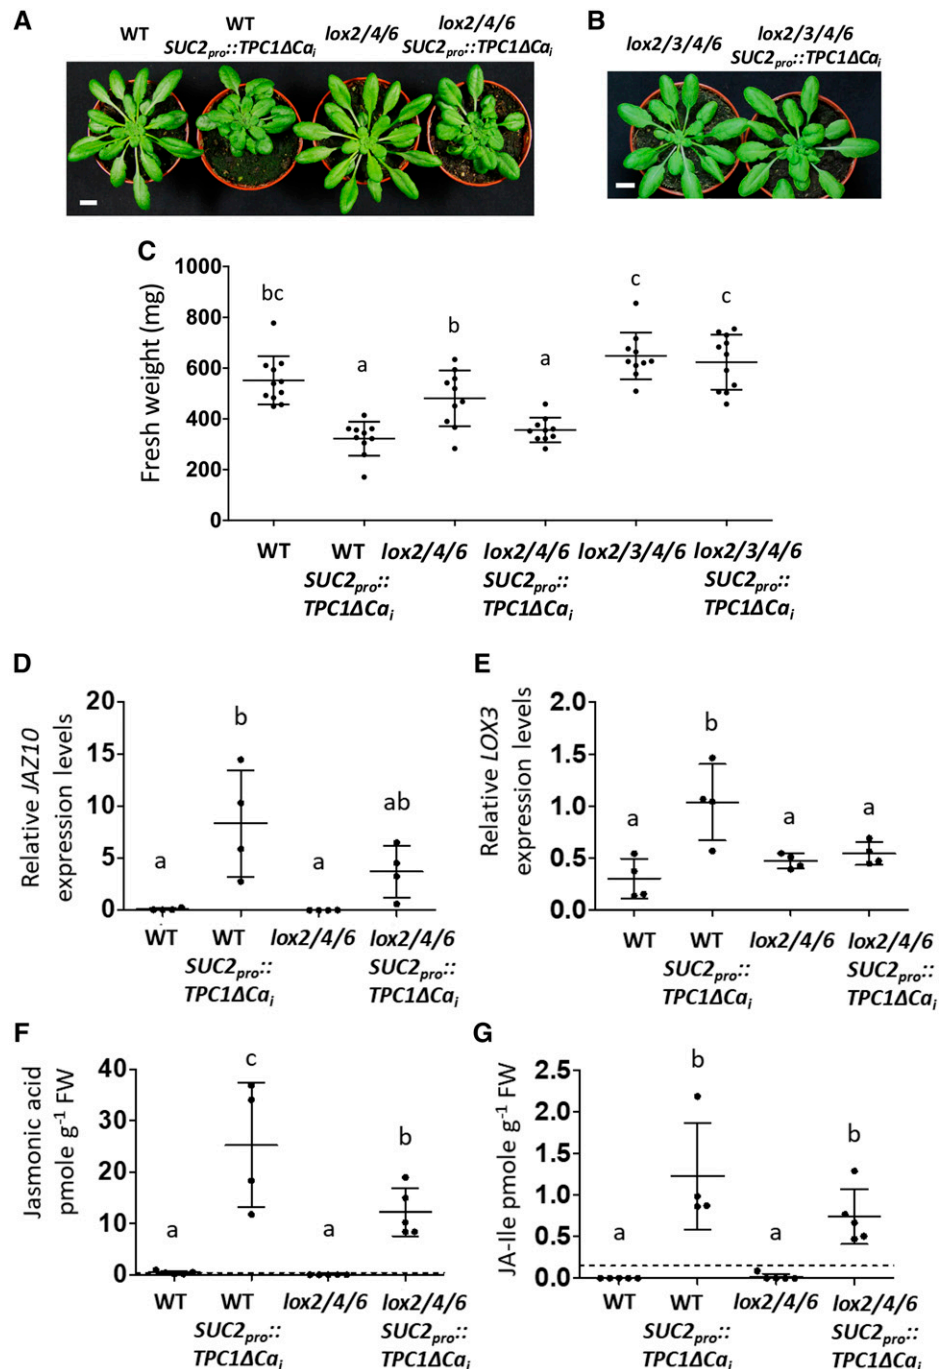 A
WT
WT
SUC2pro::TPC1ΔCai
lox2/4/6
lox2/4/6
SUC2pro::TPC1ΔCai
B
lox2/3/4/6
lox2/3/4/6
SUC2pro::TPC1ΔCai
C
Fresh weight (mg)
1000
800
600
400
200
0
bc
a
b
a
c
c
WT
WT
SUC2pro::
TPC1ΔCai
lox2/4/6
lox2/4/6
SUC2pro::
TPC1ΔCai
lox2/3/4/6
lox2/3/4/6
SUC2pro::
TPC1ΔCai
D
Relative JAZ10
expression levels
20
15
10
5
0
a
b
a
ab
WT
WT
SUC2pro::
TPC1ΔCai
lox2/4/6
lox2/4/6
SUC2pro::
TPC1ΔCai
E
Relative LOX3
expression levels
2.0
1.5
1.0
0.5
0.0
a
b
a
a
WT
WT
SUC2pro::
TPC1ΔCai
lox2/4/6
lox2/4/6
SUC2pro::
TPC1ΔCai
F
Jasmonic acid
pmole g-1 FW
40
30
20
10
0
a
c
a
b
WT
WT
SUC2pro::
TPC1ΔCai
lox2/4/6
lox2/4/6
SUC2pro::
TPC1ΔCai
G
JA-Ile pmole g-1 FW
2.5
2.0
1.5
1.0
0.5
0.0
a
b
a
b
WT
WT
SUC2pro::
TPC1ΔCai
lox2/4/6
lox2/4/6
SUC2pro::
TPC1ΔCai